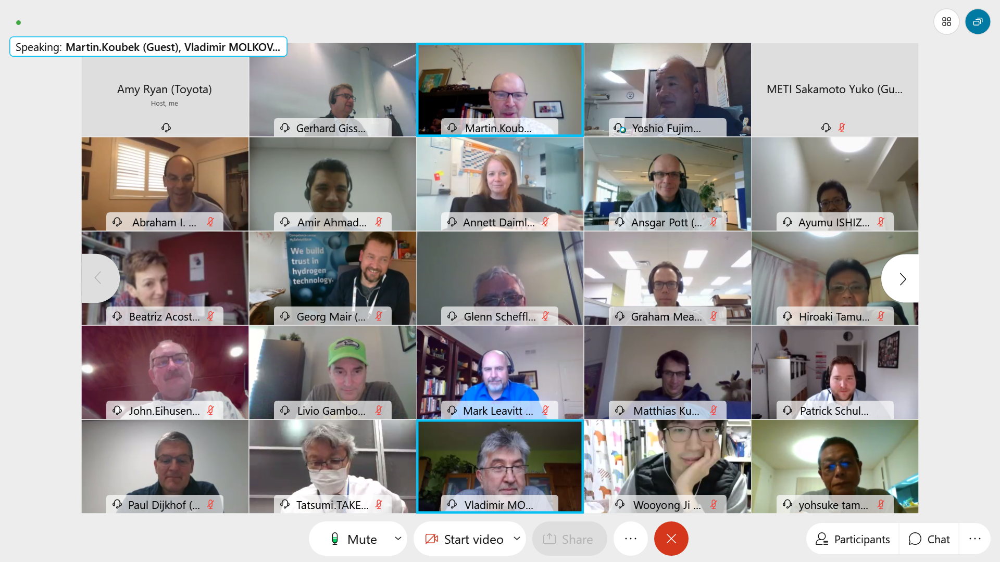 Speaking: Martin.Koubek (Guest), Vladimir MOLKOV...
Amy Ryan (Toyota)
Host, me
Gerhard Giss...
Martin.Koub...
Yoshio Fujim...
METI Sakamoto Yuko (Gu...
Abraham I. ...
Amir Ahmad...
Annett Daiml...
Ansgar Pott (...
Ayumu ISHIZ...
Competence center
We build
trust in
hydrogen
technology.
Beatriz Acost...
Georg Mair (...
Glenn Scheffl...
Graham Mea...
Hiroaki Tamu...
John.Eihusen...
Livio Gambo...
Mark Leavitt ...
Matthias Ku...
Patrick Schul...
Paul Dijkhof (...
Tatsumi.TAKE...
Vladimir MO...
Wooyong Ji ...
yohsuke tam...
Mute
Start video
Share
Participants
Chat